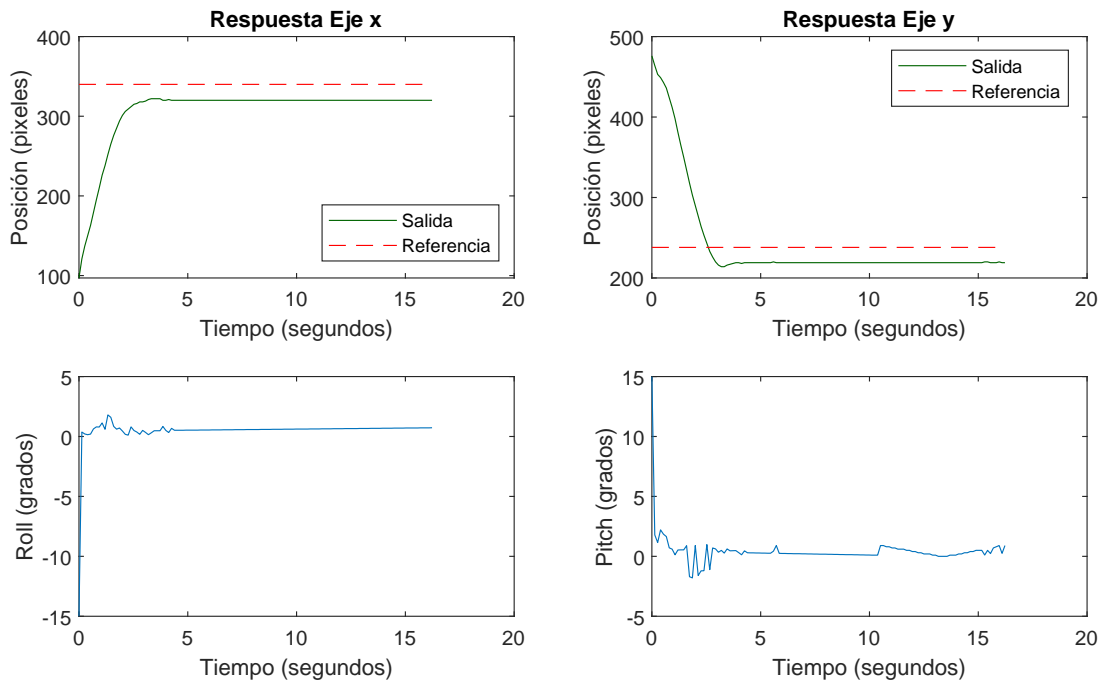 Respuesta Eje x
400
300
200
100
Posición (pixeles)
0 5 10 15 20
Tiempo (segundos)
Salida
Referencia
Respuesta Eje y
500
400
300
200
Posición (pixeles)
0 5 10 15 20
Tiempo (segundos)
Salida
Referencia
5
0
-5
-10
-15
Roll (grados)
0 5 10 15 20
Tiempo (segundos)
15
10
5
0
-5
Pitch (grados)
0 5 10 15 20
Tiempo (segundos)